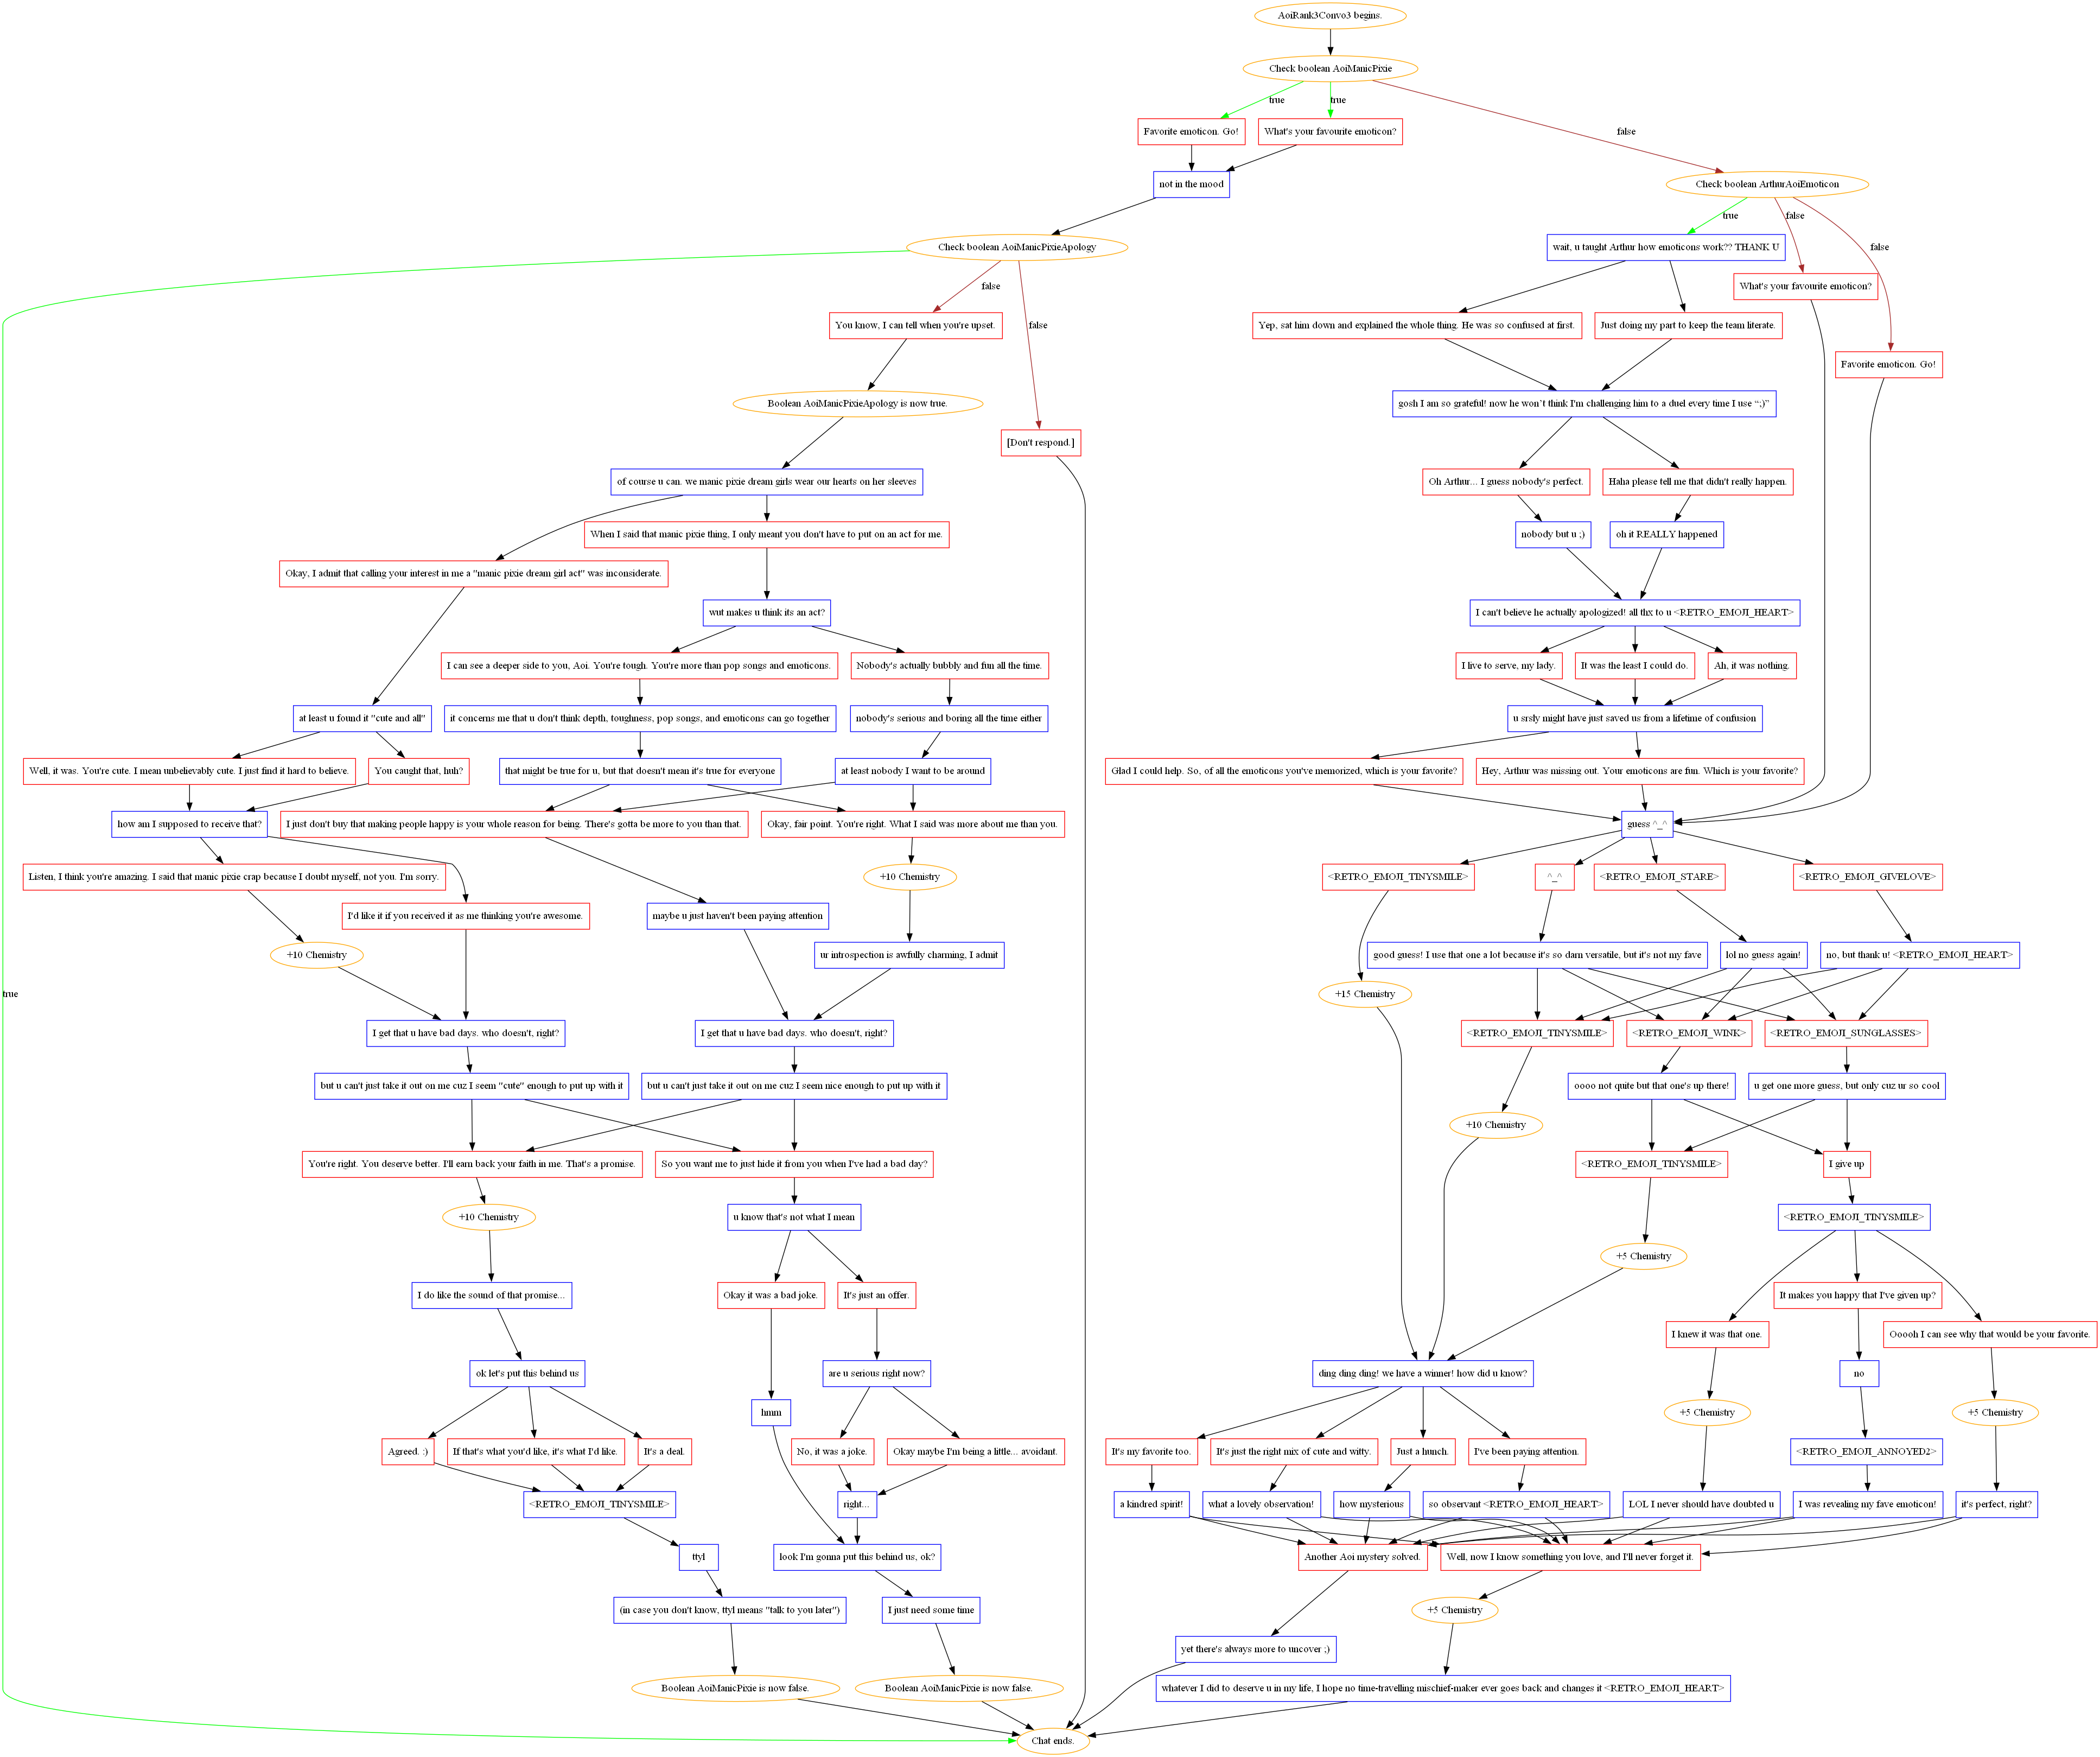 AoiRank3Convo3 begins.
Check boolean AoiManicPixie
true
true
false
Favorite emoticon. Go!
What's your favourite emoticon?
not in the mood
Check boolean ArthurAoiEmoticon
true
false
false
Check boolean AoiManicPixieApology
wait, u taught Arthur how emoticons work?? THANK U
false
false
What's your favourite emoticon?
You know, I can tell when you're upset.
Yep, sat him down and explained the whole thing. He was so confused at first.
Just doing my part to keep the team literate.
Favorite emoticon. Go!
Boolean AoiManicPixieApology is now true.
gosh I am so grateful! now he won’t think I'm challenging him to a duel every time I use “;)”
[Don't respond.]
of course u can. we manic pixie dream girls wear our hearts on her sleeves
Oh Arthur... I guess nobody's perfect.
Haha please tell me that didn't really happen.
When I said that manic pixie thing, I only meant you don't have to put on an act for me.
nobody but u ;)
oh it REALLY happened
Okay, I admit that calling your interest in me a "manic pixie dream girl act" was inconsiderate.
wut makes u think its an act?
I can't believe he actually apologized! all thx to u <RETRO_EMOJI_HEART>
I can see a deeper side to you, Aoi. You're tough. You're more than pop songs and emoticons.
Nobody's actually bubbly and fun all the time.
I live to serve, my lady.
It was the least I could do.
Ah, it was nothing.
at least u found it "cute and all"
it concerns me that u don't think depth, toughness, pop songs, and emoticons can go together
nobody's serious and boring all the time either
u srsly might have just saved us from a lifetime of confusion
Well, it was. You're cute. I mean unbelievably cute. I just find it hard to believe.
You caught that, huh?
that might be true for u, but that doesn't mean it's true for everyone
at least nobody I want to be around
Glad I could help. So, of all the emoticons you've memorized, which is your favorite?
Hey, Arthur was missing out. Your emoticons are fun. Which is your favorite?
how am I supposed to receive that?
I just don't buy that making people happy is your whole reason for being. There's gotta be more to you than that.
Okay, fair point. You're right. What I said was more about me than you.
guess ^_^
Listen, I think you're amazing. I said that manic pixie crap because I doubt myself, not you. I'm sorry.
+10 Chemistry
<RETRO_EMOJI_TINYSMILE>
^_^
<RETRO_EMOJI_STARE>
<RETRO_EMOJI_GIVELOVE>
I'd like it if you received it as me thinking you're awesome.
maybe u just haven't been paying attention
+10 Chemistry
ur introspection is awfully charming, I admit
good guess! I use that one a lot because it's so darn versatile, but it's not my fave
lol no guess again!
no, but thank u! <RETRO_EMOJI_HEART>
true
+15 Chemistry
I get that u have bad days. who doesn't, right?
I get that u have bad days. who doesn't, right?
<RETRO_EMOJI_TINYSMILE>
<RETRO_EMOJI_WINK>
<RETRO_EMOJI_SUNGLASSES>
but u can't just take it out on me cuz I seem "cute" enough to put up with it
but u can't just take it out on me cuz I seem nice enough to put up with it
oooo not quite but that one's up there!
u get one more guess, but only cuz ur so cool
+10 Chemistry
You're right. You deserve better. I'll earn back your faith in me. That's a promise.
So you want me to just hide it from you when I've had a bad day?
<RETRO_EMOJI_TINYSMILE>
I give up
+10 Chemistry
u know that's not what I mean
<RETRO_EMOJI_TINYSMILE>
+5 Chemistry
I do like the sound of that promise...
Okay it was a bad joke.
It's just an offer.
It makes you happy that I've given up?
I knew it was that one.
Ooooh I can see why that would be your favorite.
ok let's put this behind us
are u serious right now?
ding ding ding! we have a winner! how did u know?
no
hmm
+5 Chemistry
+5 Chemistry
Agreed. :)
If that's what you'd like, it's what I'd like.
It's a deal.
No, it was a joke.
Okay maybe I'm being a little... avoidant.
It's my favorite too.
It's just the right mix of cute and witty.
Just a hunch.
I've been paying attention.
<RETRO_EMOJI_ANNOYED2>
<RETRO_EMOJI_TINYSMILE>
right...
a kindred spirit!
what a lovely observation!
how mysterious
so observant <RETRO_EMOJI_HEART>
LOL I never should have doubted u
I was revealing my fave emoticon!
it's perfect, right?
ttyl
look I'm gonna put this behind us, ok?
Another Aoi mystery solved.
Well, now I know something you love, and I'll never forget it.
(in case you don't know, ttyl means "talk to you later")
I just need some time
+5 Chemistry
yet there's always more to uncover ;)
Boolean AoiManicPixie is now false.
Boolean AoiManicPixie is now false.
whatever I did to deserve u in my life, I hope no time-travelling mischief-maker ever goes back and changes it <RETRO_EMOJI_HEART>
Chat ends.